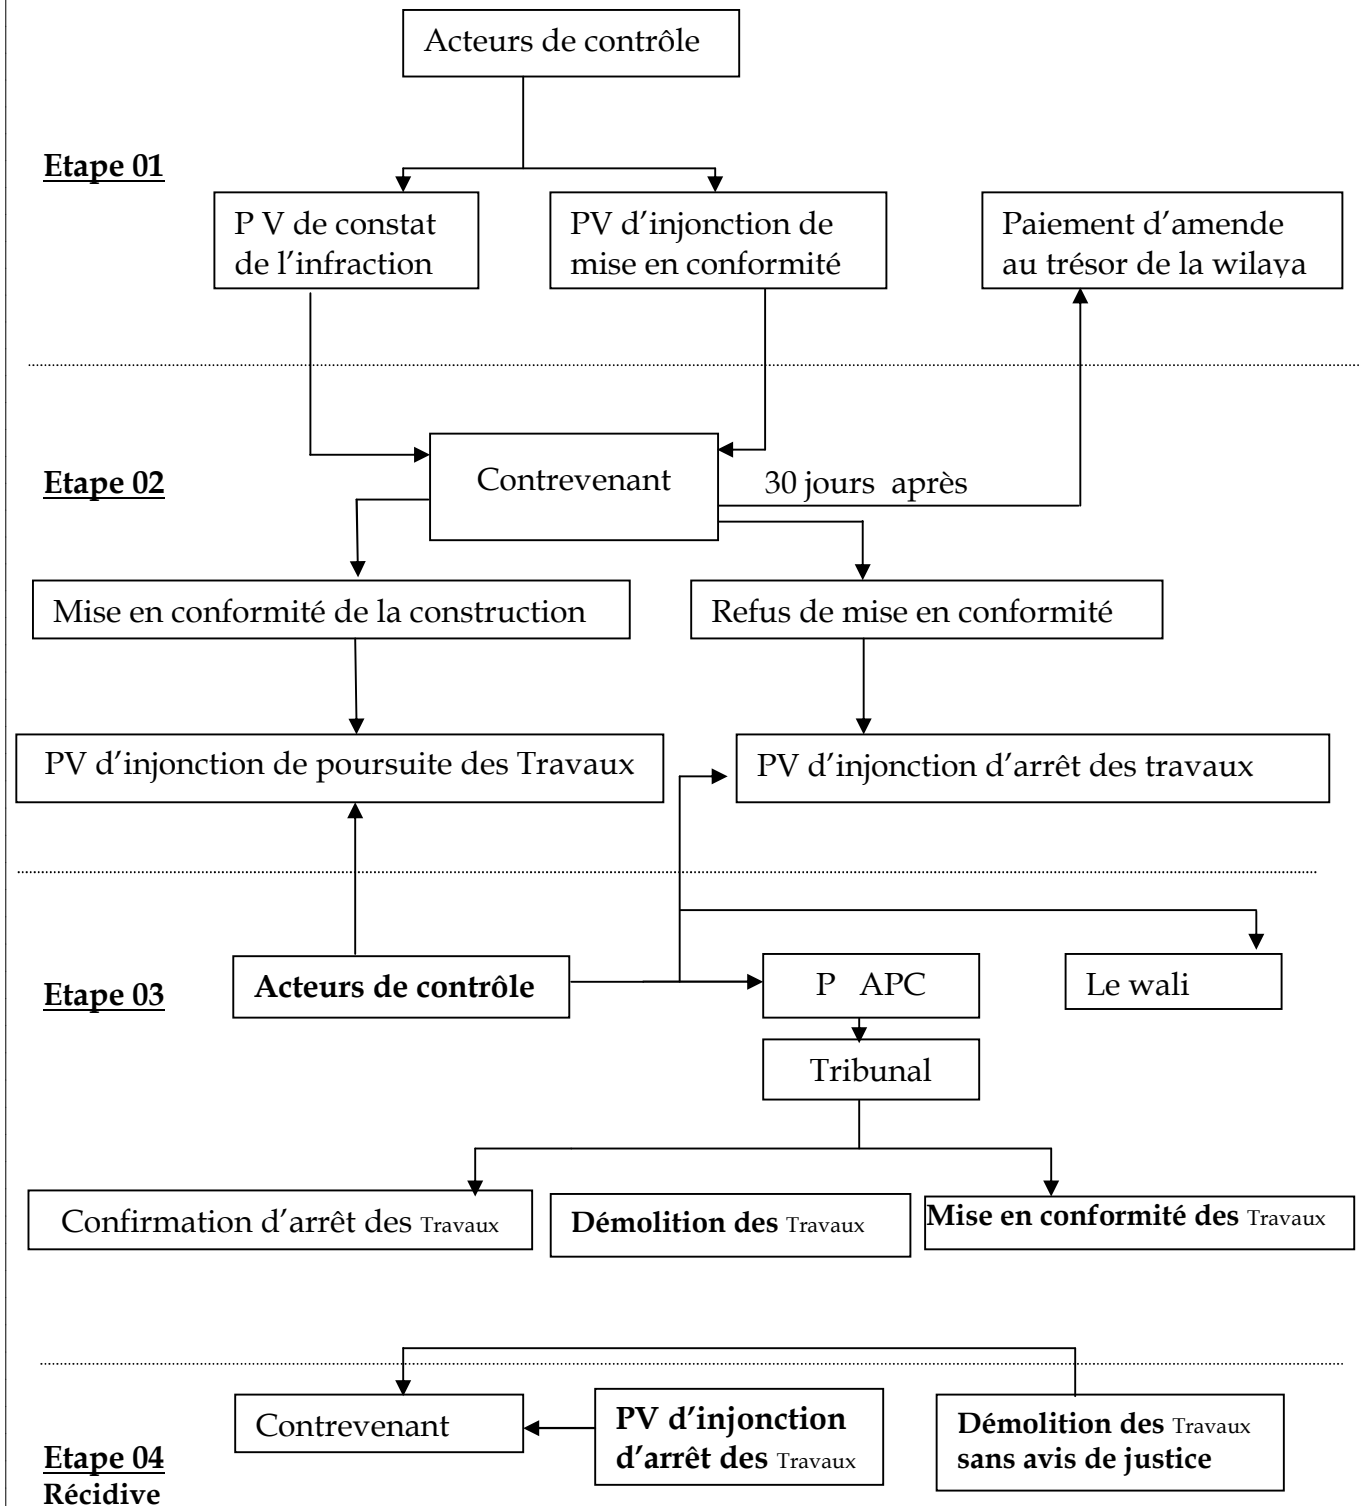 Acteurs de contrôle
Etape 01
P V de constat
de l’infraction
PV d’injonction de
mise en conformité
Paiement d’amende
au trésor de la wilaya
Etape 02
Contrevenant
30 jours après
Mise en conformité de la construction
Refus de mise en conformité
PV d’injonction de poursuite des Travaux
PV d’injonction d’arrêt des travaux
Etape 03
Acteurs de contrôle
P APC
Le wali
Tribunal
Confirmation d’arrêt des Travaux
Démolition des Travaux
Mise en conformité des Travaux
Contrevenant
PV d’injonction
d’arrêt des Travaux
Démolition des Travaux
sans avis de justice
Etape 04
Récidive